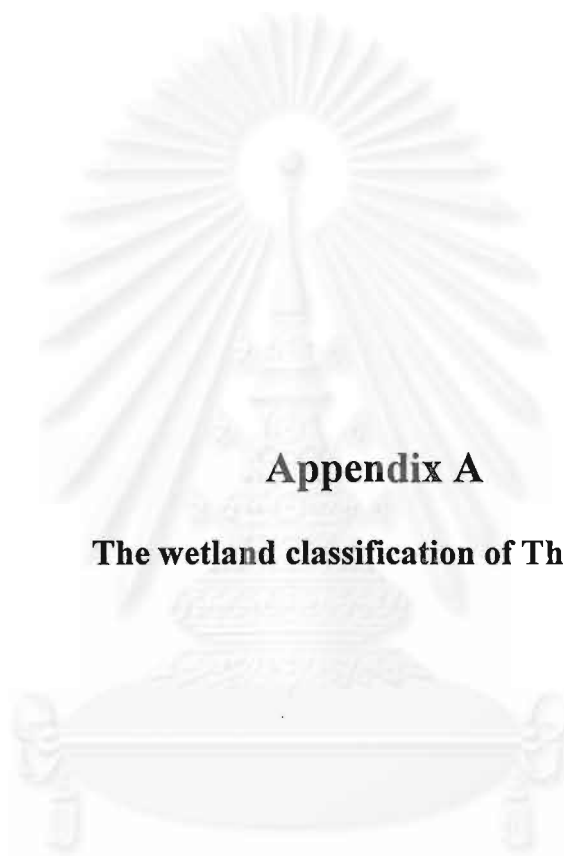 Appendix A
The wetland classification of Th